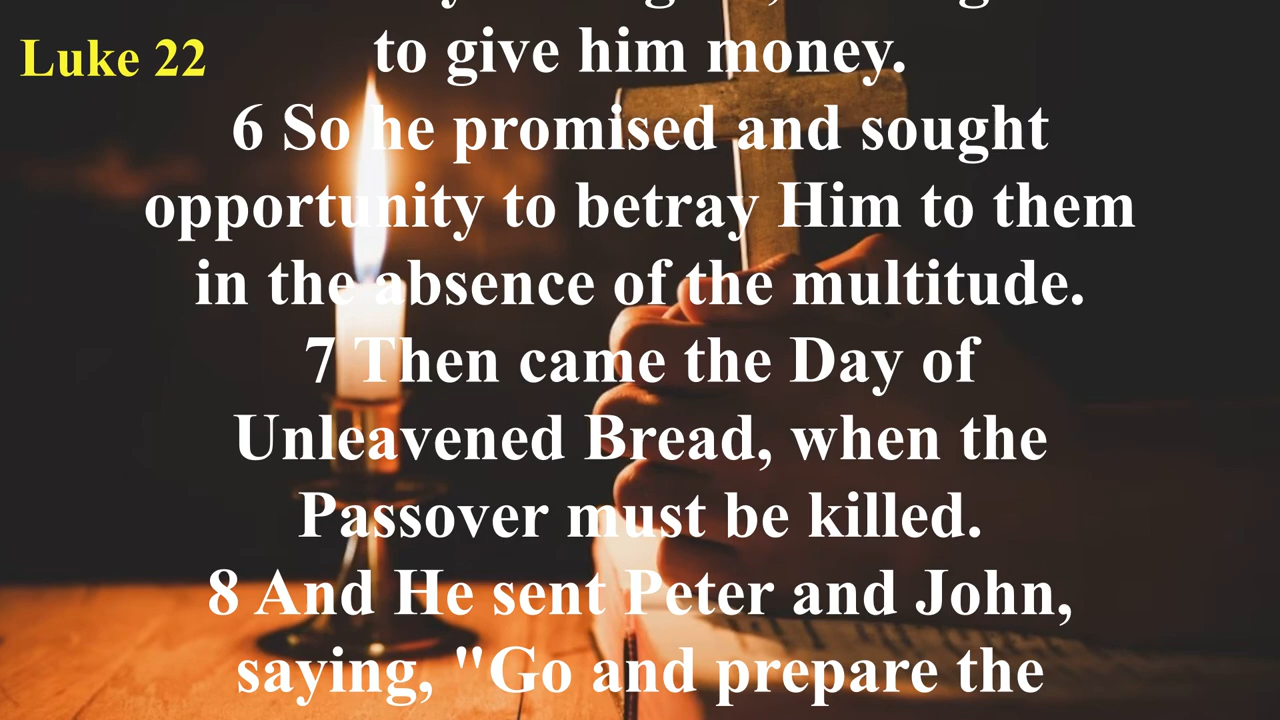 Luke 22
to give him money.
6 So he promised and sought
opportunity to betray Him to them
in the absence of the multitude.
7 Then came the Day of
Unleavened Bread, when the
Passover must be killed.
8 And He sent Peter and John,
saying, "Go and prepare the